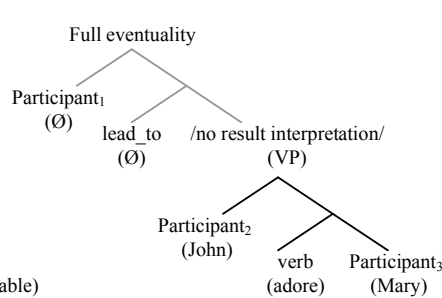 Full eventuality
Participant₁
(Ø)
lead_to /no result interpretation/
(Ø) (VP)
Participant₂
(John)
verb Participant₃
able) (adore) (Mary)